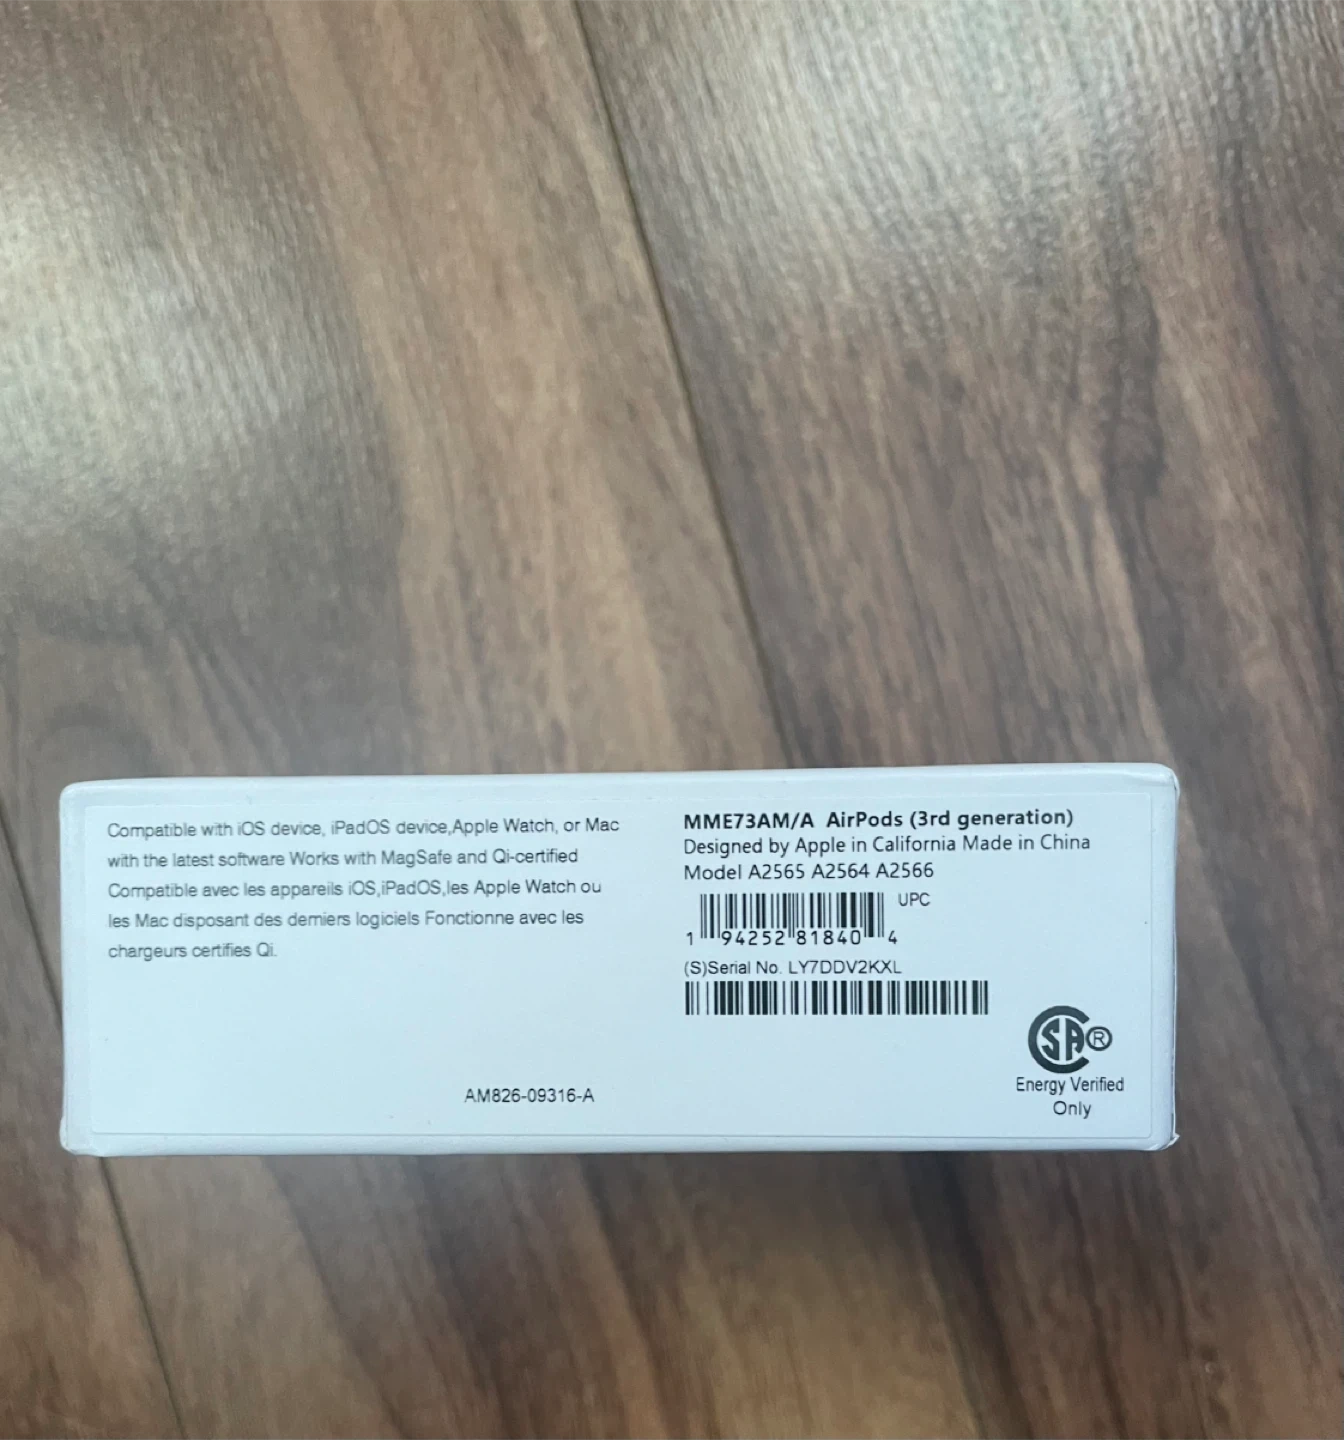 Compatible with iOS device, iPadOS device,Apple Watch, or Mac
with the latest software Works with MagSafe and Qi-certified
Compatible avec les appareils iOS,iPadOS,les Apple Watch ou
les Mac disposant des derniers logiciels Fonctionne avec les
chargeurs certifies Qi.
AM826-09316-A
MME73AM/A AirPods (3rd generation)
Designed by Apple in California Made in China
Model A2565 A2564 A2566
UPC
1 94252 81840 4
(S)Serial No. LY7DDV2KXL
SA®
Energy Verified
Only